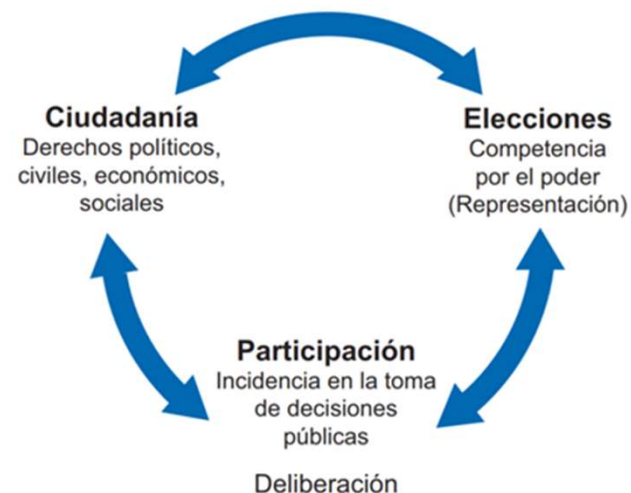 Ciudadanía
Derechos políticos,
civiles, económicos,
sociales
Elecciones
Competencia
por el poder
(Representación)
Participación
Incidencia en la toma
de decisiones
públicas
Deliberación